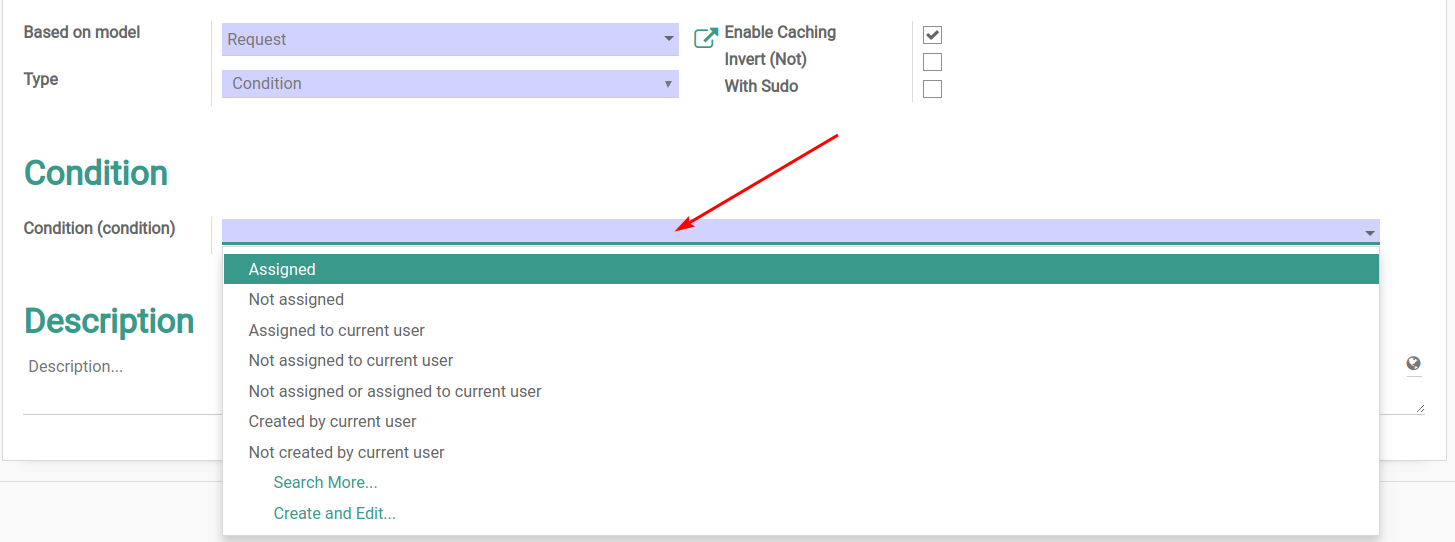 Based on model
Request
Enable Caching
Invert (Not)
Type
Condition
With Sudo
Condition
Condition (condition)
Assigned
Not assigned
Assigned to current user
Not assigned to current user
Not assigned or assigned to current user
Created by current user
Not created by current user
Search More...
Create and Edit...
Description
Description...